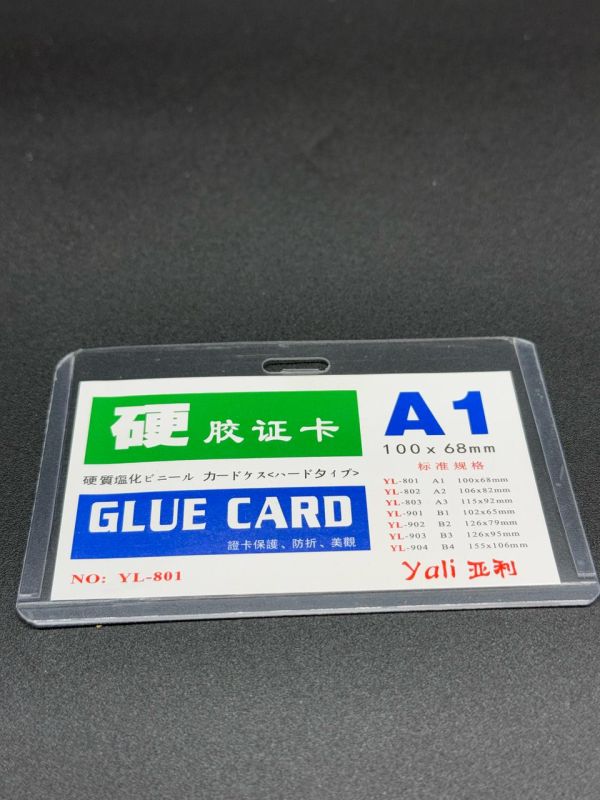 硬胶证卡
硬質塩化ビニール カードケス<ハードタイプ>
GLUE CARD
證卡保護、防折、美觀
NO: YL-801
A1
100x68mm
标准规格
YL-801 A1 100x68mm
YL-802 A2 106x82mm
YL-803 A3 115x92mm
YL-901 B1 102x65mm
YL-902 B2 126x79mm
YL-903 B3 126x95mm
YL-904 B4 155x106mm
Yali 亚利